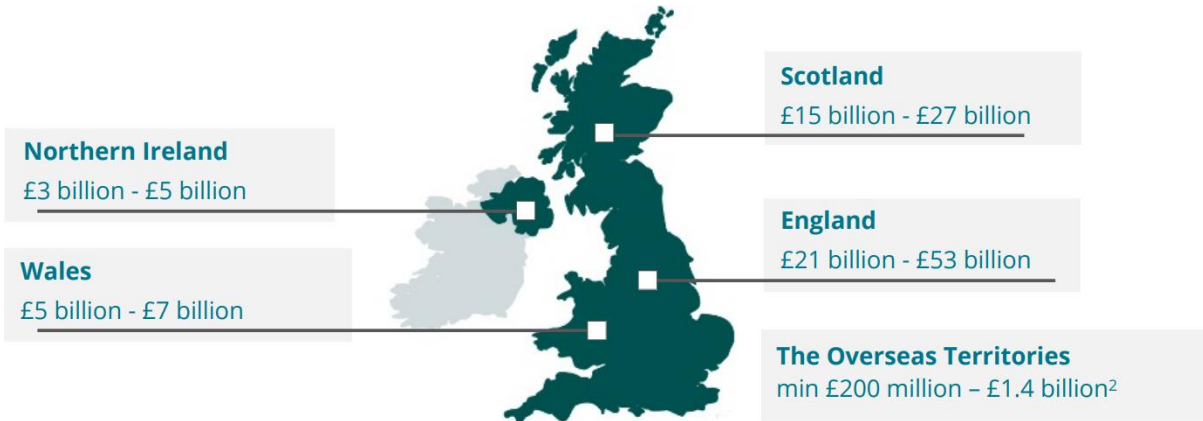 Scotland
£15 billion - £27 billion
Northern Ireland
£3 billion - £5 billion
England
£21 billion - £53 billion
Wales
£5 billion - £7 billion
The Overseas Territories
min £200 million – £1.4 billion²